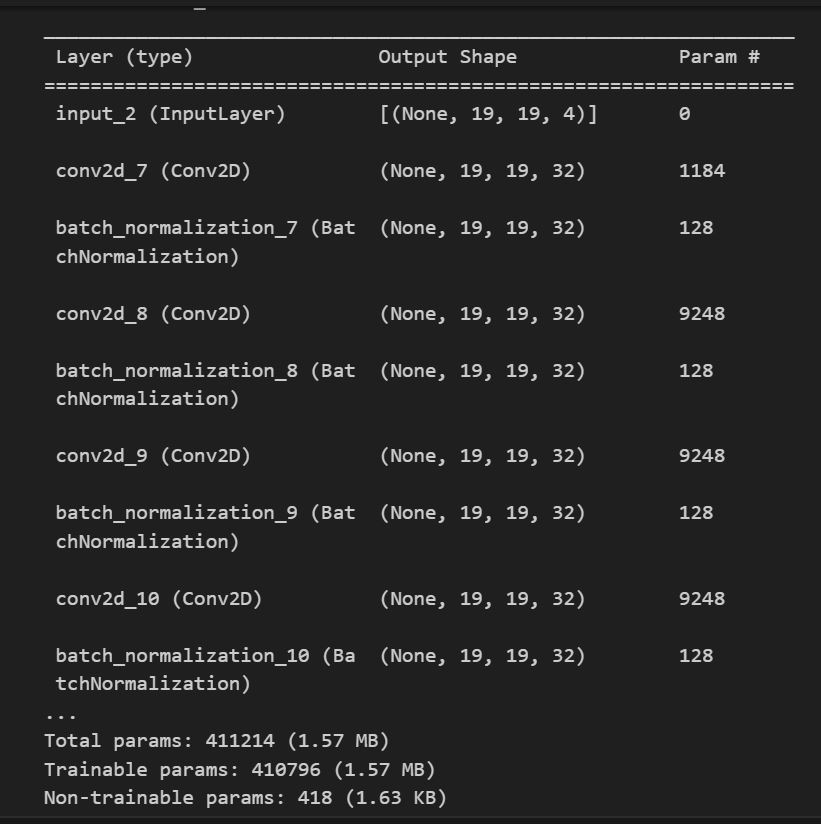 Layer (type) Output Shape Param #
=================================================================
input_2 (InputLayer) [(None, 19, 19, 4)] 0
conv2d_7 (Conv2D) (None, 19, 19, 32) 1184
batch_normalization_7 (Bat (None, 19, 19, 32) 128
chNormalization)
conv2d_8 (Conv2D) (None, 19, 19, 32) 9248
batch_normalization_8 (Bat (None, 19, 19, 32) 128
chNormalization)
conv2d_9 (Conv2D) (None, 19, 19, 32) 9248
batch_normalization_9 (Bat (None, 19, 19, 32) 128
chNormalization)
conv2d_10 (Conv2D) (None, 19, 19, 32) 9248
batch_normalization_10 (Ba (None, 19, 19, 32) 128
tchNormalization)
...
Total params: 411214 (1.57 MB)
Trainable params: 410796 (1.57 MB)
Non-trainable params: 418 (1.63 KB)